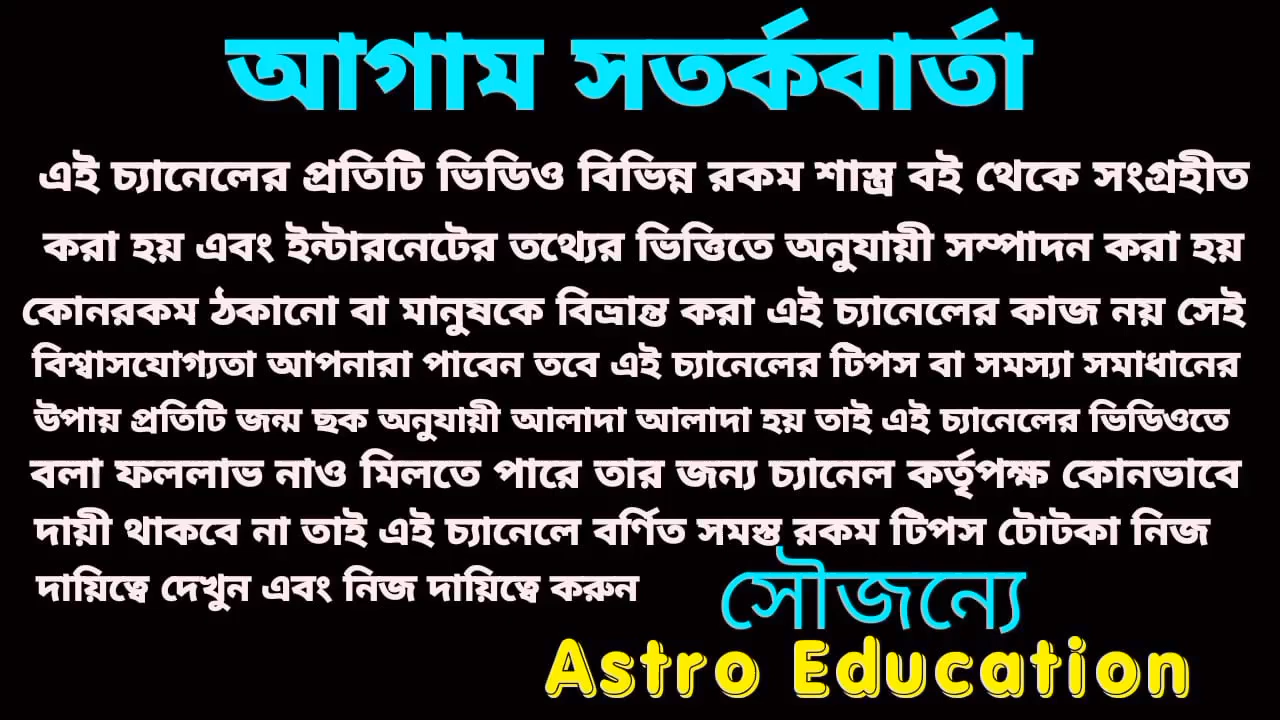 আগাম সতর্কবার্তা
এই চ্যানেলের প্রতিটি ভিডিও বিভিন্ন রকম শাস্ত্র বই থেকে সংগ্রহীত
করা হয় এবং ইন্টারনেটের তথ্যের ভিত্তিতে অনুযায়ী সম্পাদন করা হয়
কোনরকম ঠকানো বা মানুষকে বিভ্রান্ত করা এই চ্যানেলের কাজ নয় সেই
বিশ্বাসযোগ্যতা আপনারা পাবেন তবে এই চ্যানেলের টিপস বা সমস্যা সমাধানের
উপায় প্রতিটি জন্ম ছক অনুযায়ী আলাদা আলাদা হয় তাই এই চ্যানেলের ভিডিওতে
বলা ফললাভ নাও মিলতে পারে তার জন্য চ্যানেল কর্তৃপক্ষ কোনভাবে
দায়ী থাকবে না তাই এই চ্যানেলে বর্ণিত সমস্ত রকম টিপস টোটকা নিজ
দায়িত্বে দেখুন এবং নিজ দায়িত্বে করুন
সৌজন্যে
Astro Education